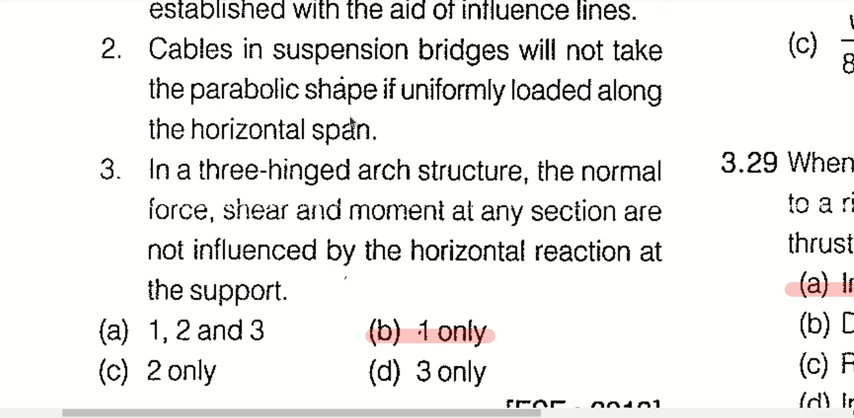 established with the aid of influence lines.
2. Cables in suspension bridges will not take
the parabolic shape if uniformly loaded along
the horizontal span.
3. In a three-hinged arch structure, the normal
force, shear and moment at any section are
not influenced by the horizontal reaction at
the support.
(a) 1, 2 and 3 (b) 1 only
(c) 2 only (d) 3 only
(c)
8
3.29 When
to a ri
thrust
(a) I
(b)
(c)
(d) I